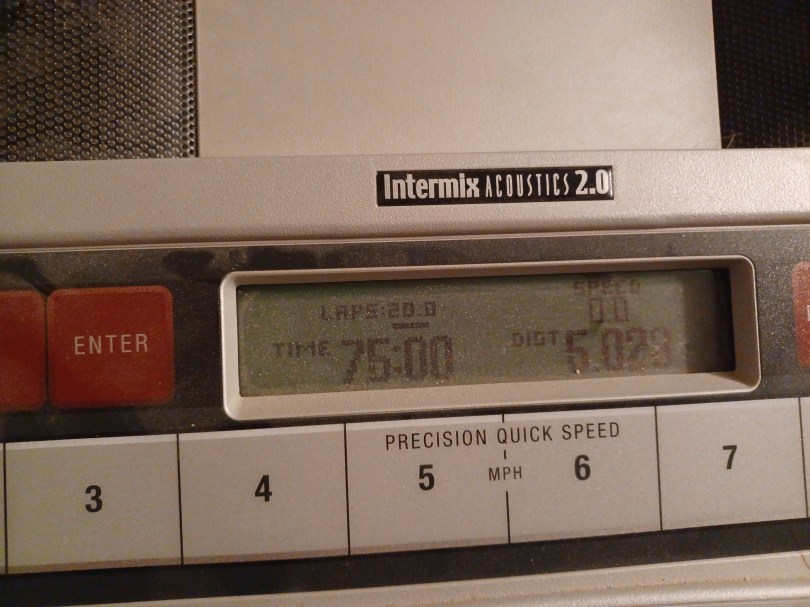 Intermix ACOUSTICS 2.0
SPEED
LAPS:20.0
0.0
TIME 75:00
DIST 5.029
ENTER
PRECISION QUICK SPEED
MPH
3
4
5
6
7